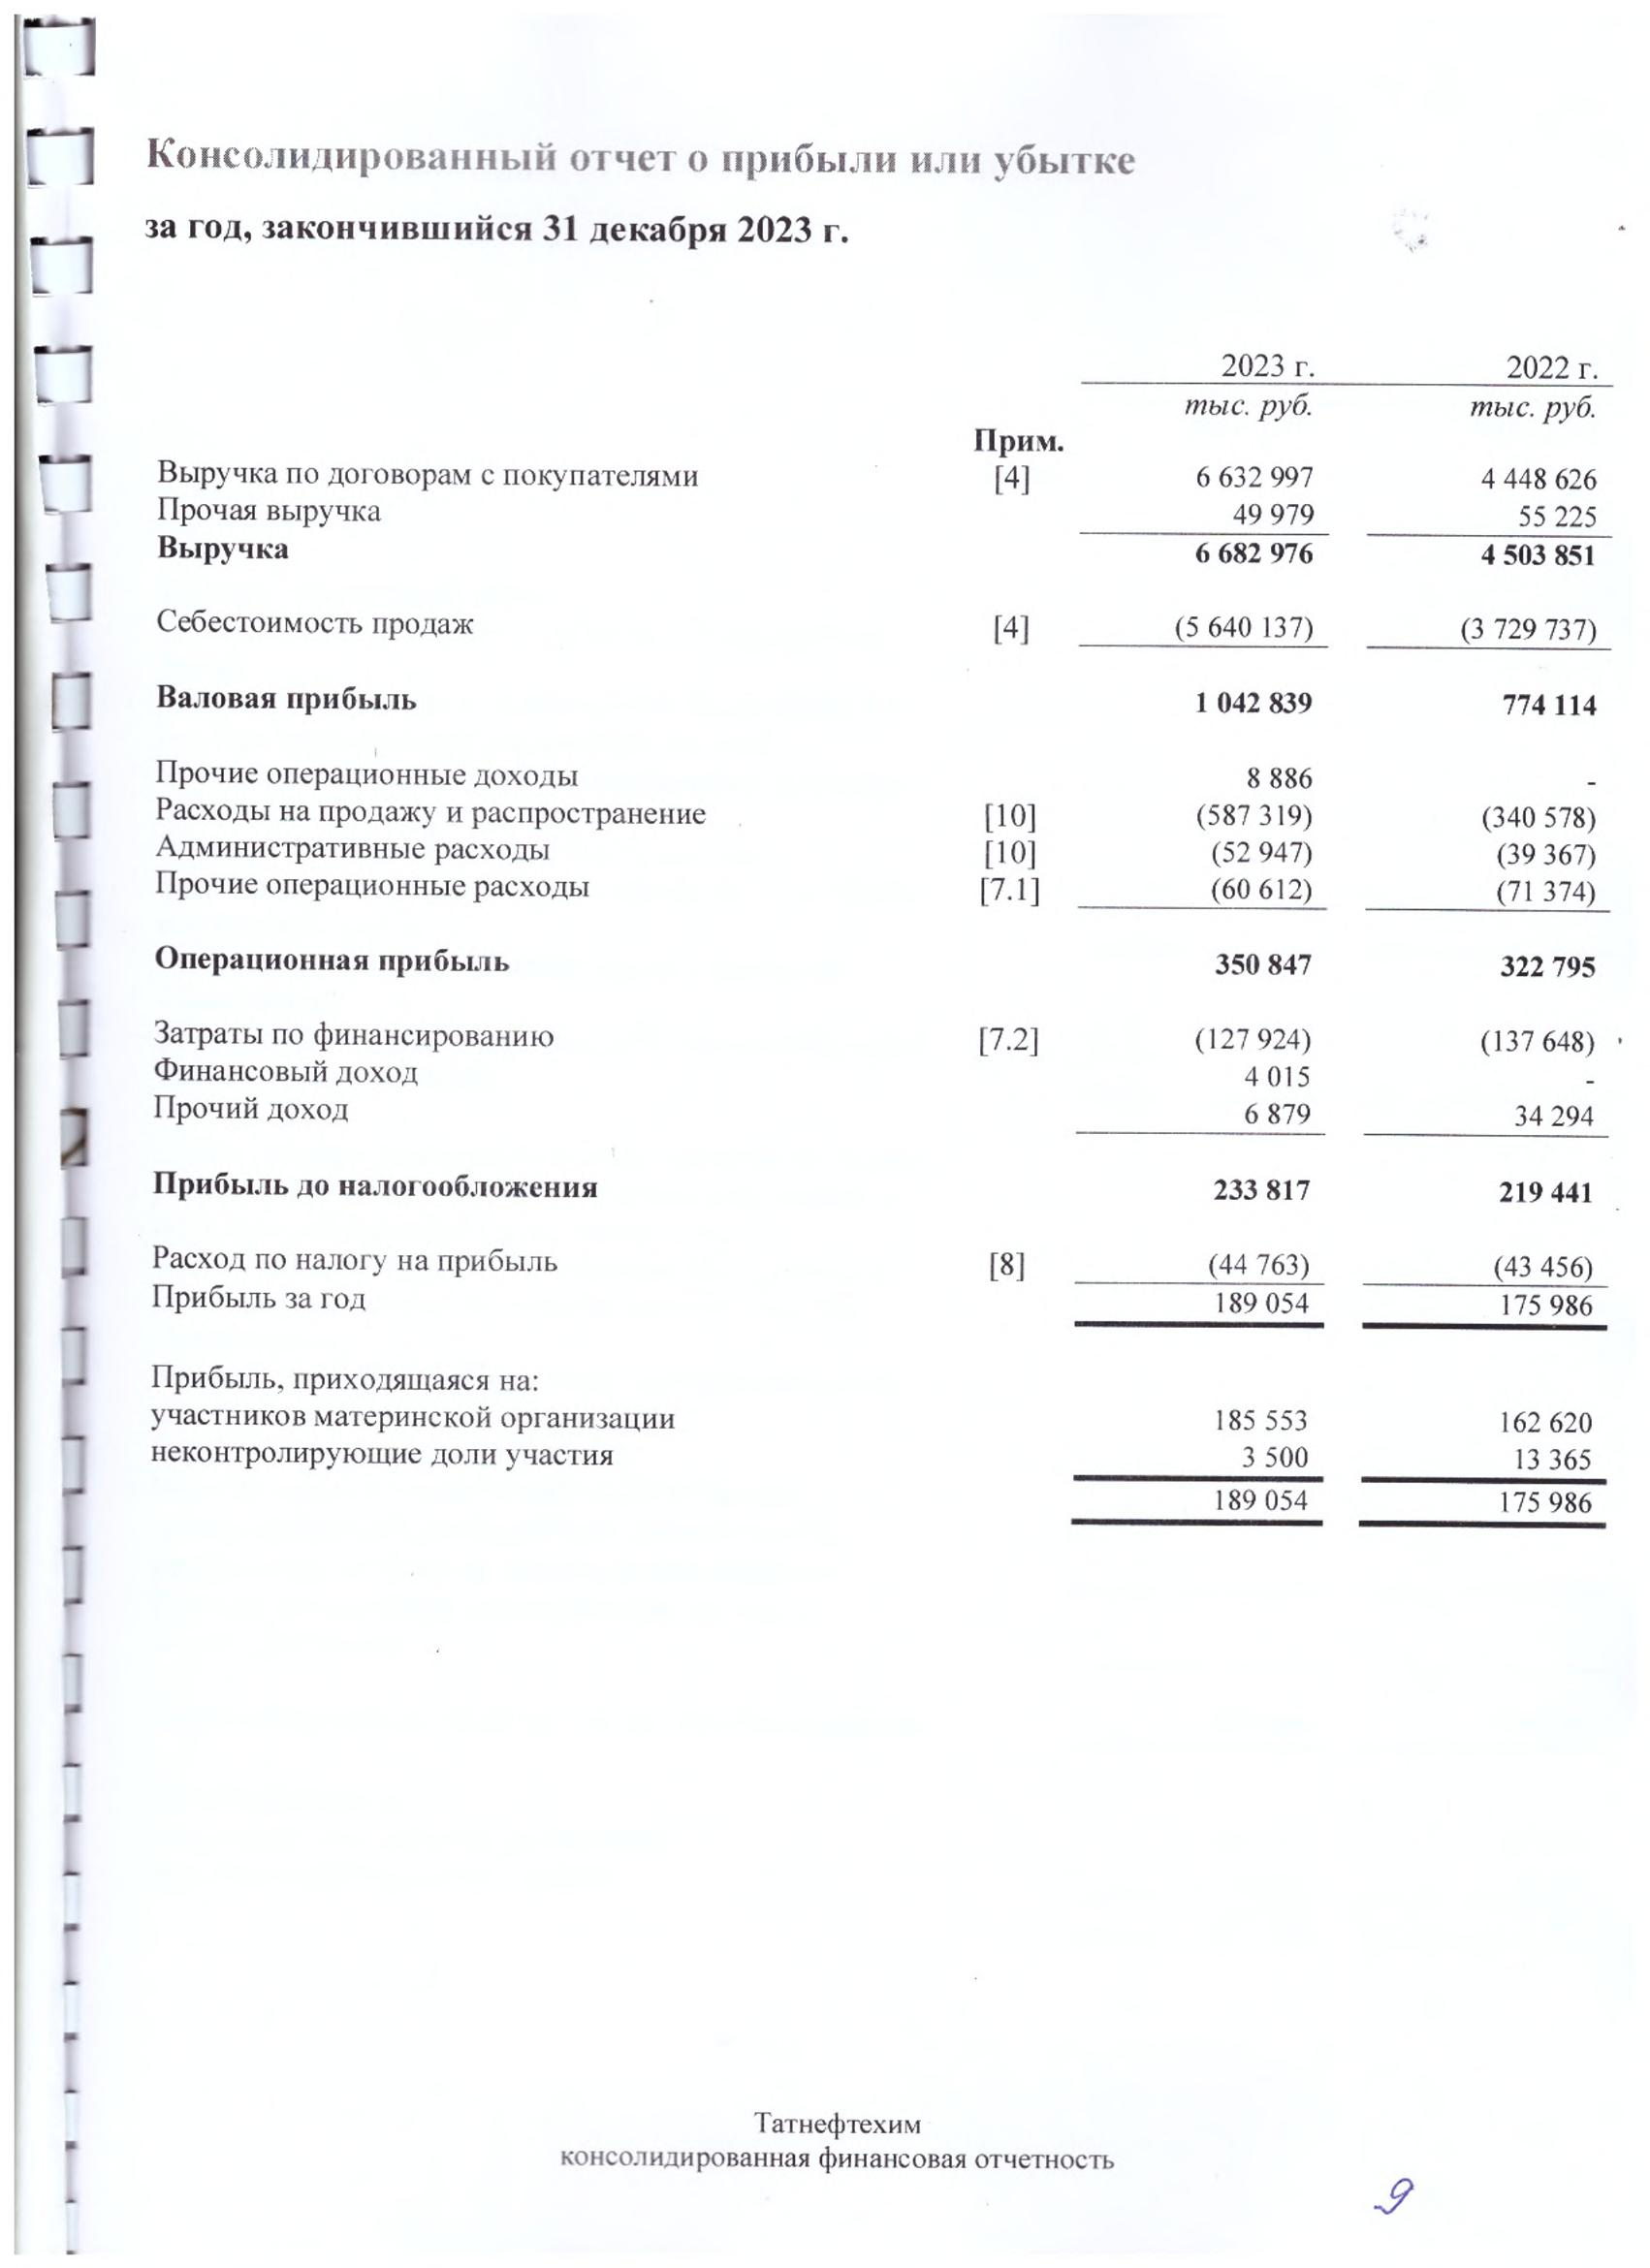 Консолидированный отчет о прибыли или убытке
за год, закончившийся 31 декабря 2023 г.
2023 г. 2022 г.
тыс. руб. тыс. руб.
Прим.
Выручка по договорам с покупателями [4] 6 632 997 4 448 626
Прочая выручка 49 979 55 225
Выручка 6 682 976 4 503 851
Себестоимость продаж [4] (5 640 137) (3 729 737)
Валовая прибыль 1 042 839 774 114
Прочие операционные доходы 8 886 -
Расходы на продажу и распространение [10] (587 319) (340 578)
Административные расходы [10] (52 947) (39 367)
Прочие операционные расходы [7.1] (60 612) (71 374)
Операционная прибыль 350 847 322 795
Затраты по финансированию [7.2] (127 924) (137 648)
Финансовый доход 4 015 -
Прочий доход 6 879 34 294
Прибыль до налогообложения 233 817 219 441
Расход по налогу на прибыль [8] (44 763) (43 456)
Прибыль за год 189 054 175 986
Прибыль, приходящаяся на:
участников материнской организации 185 553 162 620
неконтролирующие доли участия 3 500 13 365
189 054 175 986
Татнефтехим
консолидированная финансовая отчетность
9